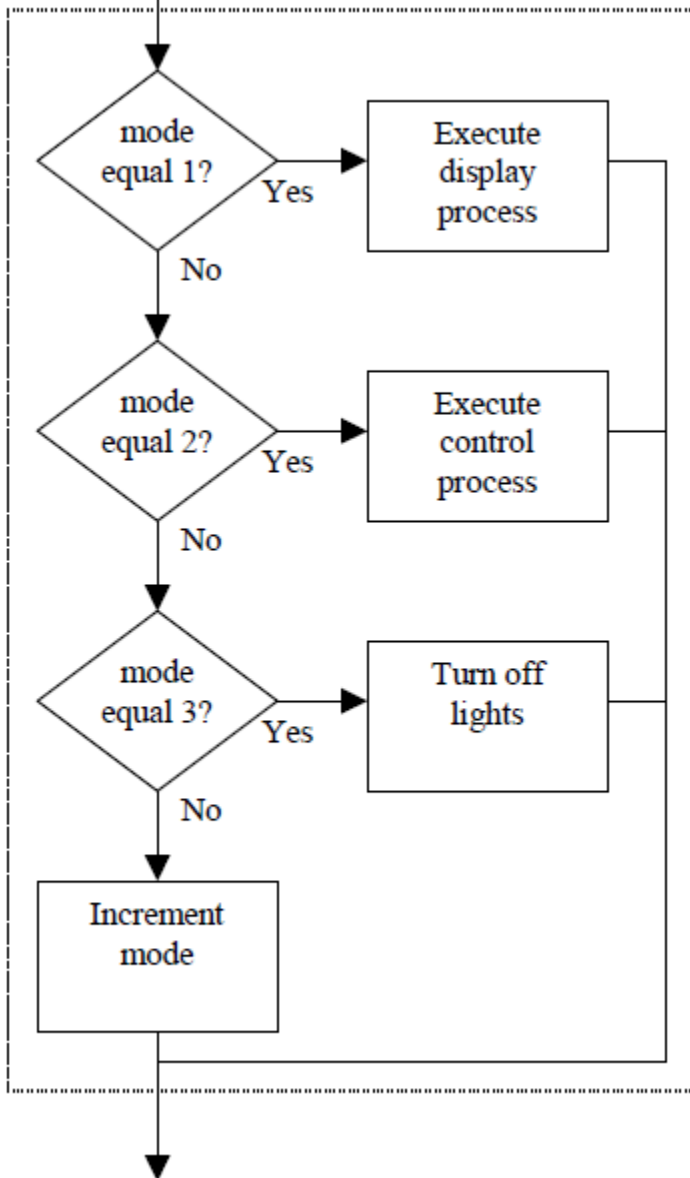 mode
equal 1?
Yes
Execute
display
process
No
mode
equal 2?
Yes
Execute
control
process
No
mode
equal 3?
Yes
Turn off
lights
No
Increment
mode